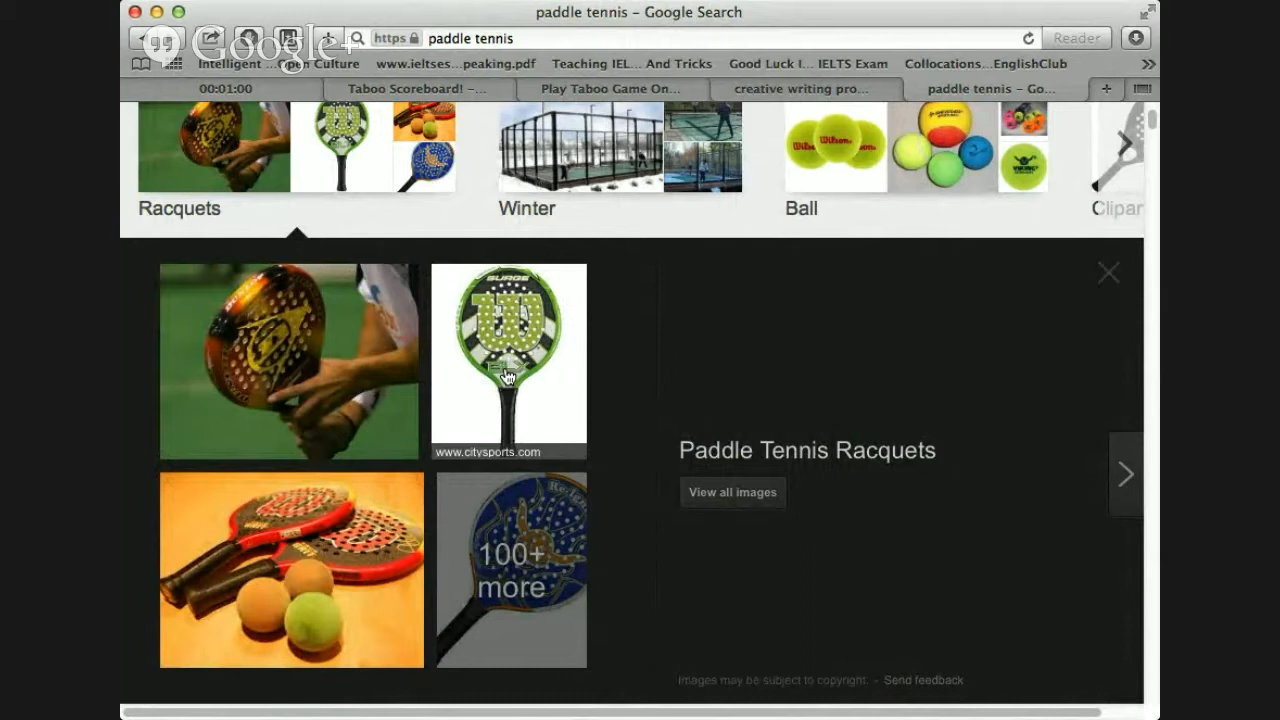 paddle tennis – Google Search
Google+
https
paddle tennis
Reader
Intelligent ...Open Culture
www.ieltses...peaking.pdf
Teaching IEL... And Tricks
Good Luck I... IELTS Exam
Collocations...EnglishClub
00:01:00
Taboo Scoreboard! –...
Play Taboo Game On...
creative writing pro...
paddle tennis – Go...
Wilson
Racquets
Winter
Ball
Clipar
SURGE
www.citysports.com
Paddle Tennis Racquets
View all images
100+
more
Images may be subject to copyright. - Send feedback